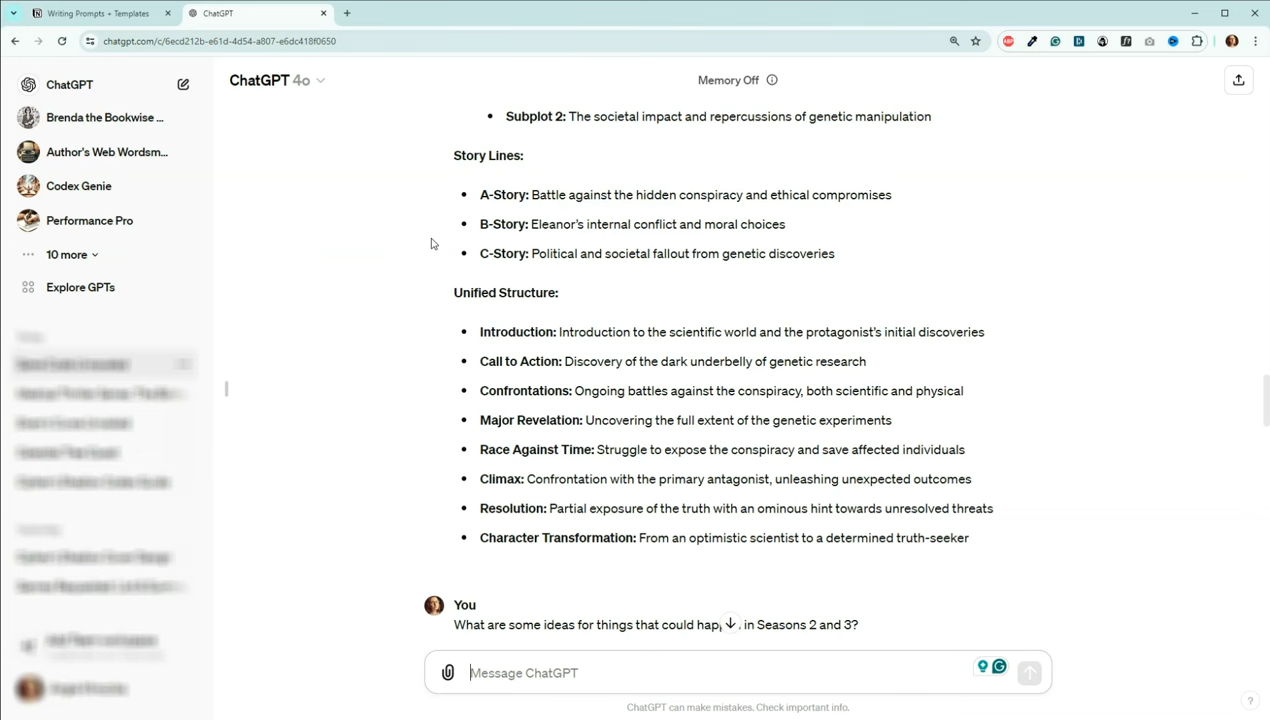 Writing Prompts + Templates
ChatGPT
chatgpt.com/c/6ecd212b-e61d-4d54-a807-e6dc418f0650
ChatGPT
Brenda the Bookwise ...
Author's Web Wordsm...
Codex Genie
Performance Pro
10 more
Explore GPTs
ChatGPT 4o
Memory Off
• Subplot 2: The societal impact and repercussions of genetic manipulation
Story Lines:
• A-Story: Battle against the hidden conspiracy and ethical compromises
• B-Story: Eleanor's internal conflict and moral choices
• C-Story: Political and societal fallout from genetic discoveries
Unified Structure:
• Introduction: Introduction to the scientific world and the protagonist's initial discoveries
• Call to Action: Discovery of the dark underbelly of genetic research
• Confrontations: Ongoing battles against the conspiracy, both scientific and physical
• Major Revelation: Uncovering the full extent of the genetic experiments
• Race Against Time: Struggle to expose the conspiracy and save affected individuals
• Climax: Confrontation with the primary antagonist, unleashing unexpected outcomes
• Resolution: Partial exposure of the truth with an ominous hint towards unresolved threats
• Character Transformation: From an optimistic scientist to a determined truth-seeker
You
What are some ideas for things that could in Seasons 2 and 3?
Message ChatGPT
ChatGPT can make mistakes. Check important info.
?